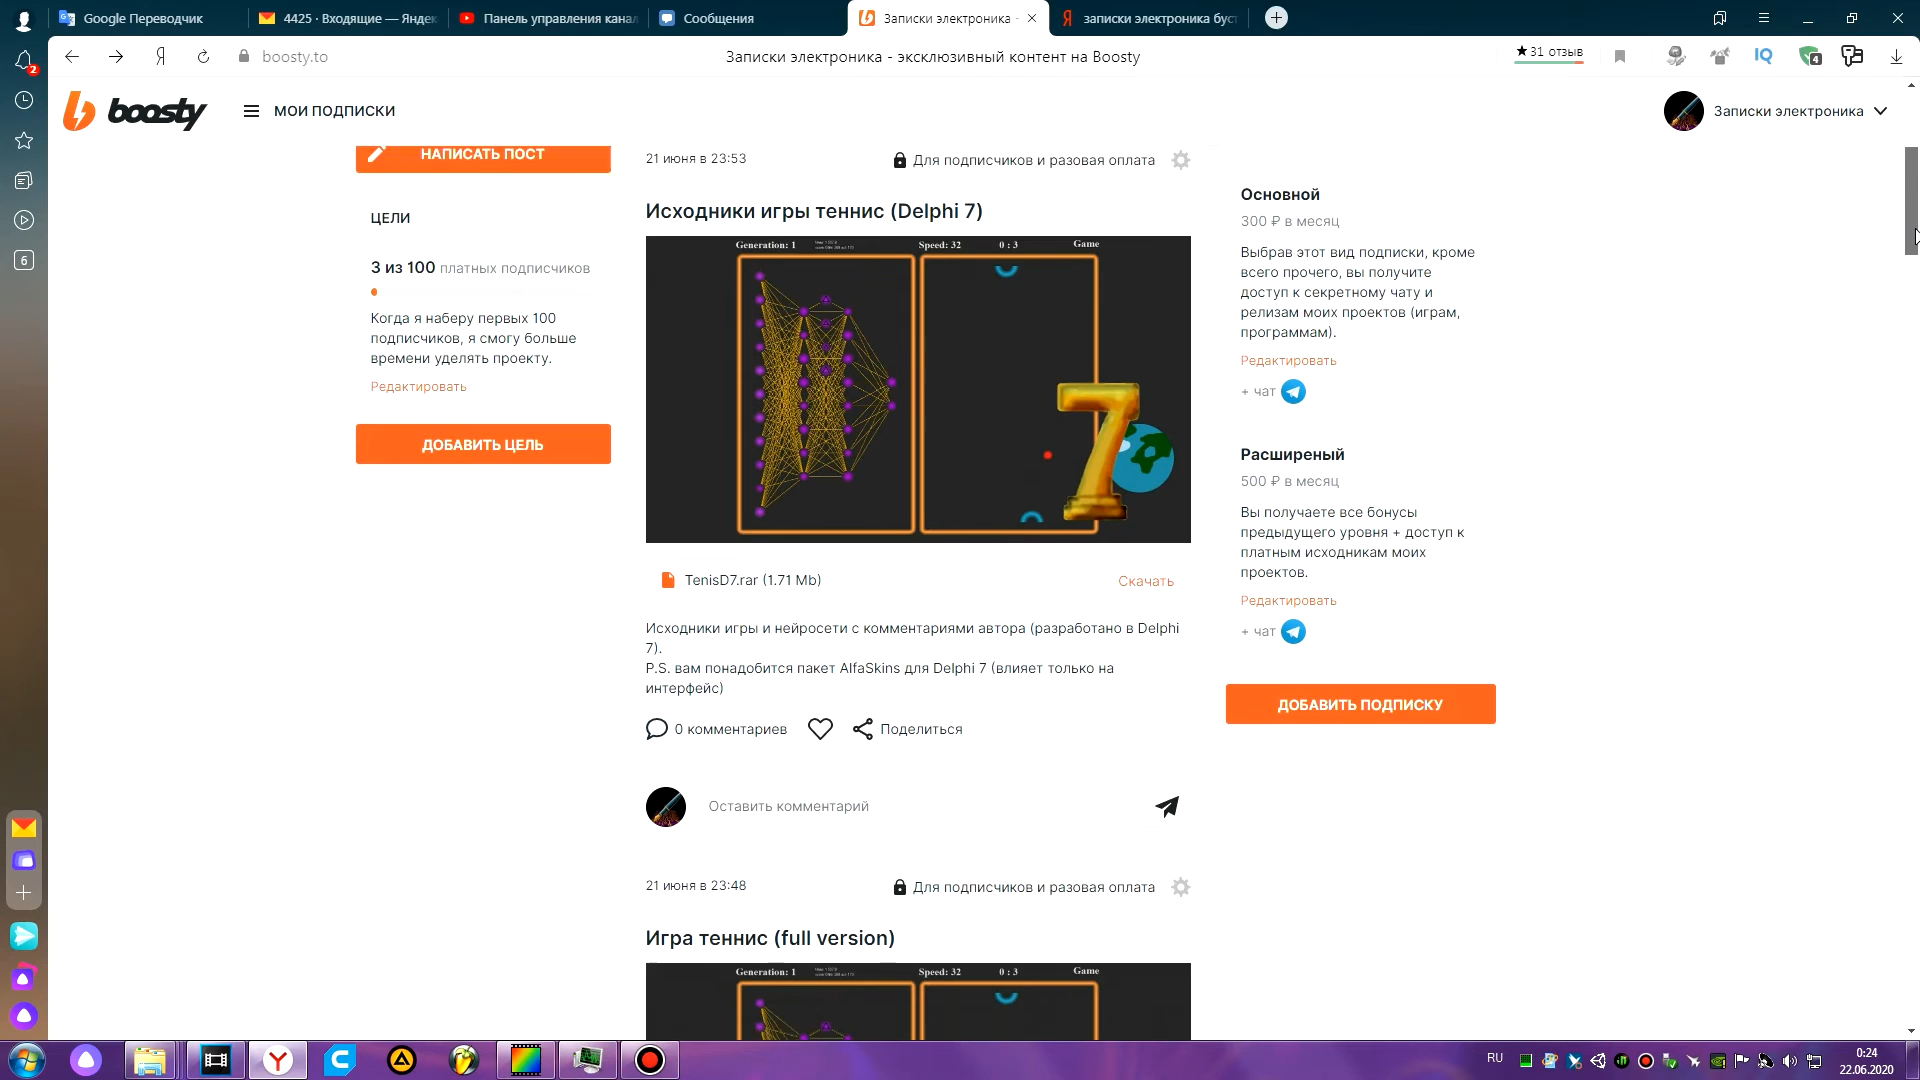 Google Переводчик
4425 · Входящие — Яндек
Панель управления канал
Сообщения
Записки электроника -
записки электроника буст
boosty.to
Записки электроника - эксклюзивный контент на Boosty
★31 отзыв
IQ
4
2
6
boosty
МОИ ПОДПИСКИ
Записки электроника
НАПИСАТЬ ПОСТ
ЦЕЛИ
3 из 100 платных подписчиков
Когда я наберу первых 100
подписчиков, я смогу больше
времени уделять проекту.
Редактировать
ДОБАВИТЬ ЦЕЛЬ
21 июня в 23:53
Для подписчиков и разовая оплата
Исходники игры теннис (Delphi 7)
Generation: 1
Speed: 32
0 : 3
Game
7
TenisD7.rar (1.71 Mb)
Скачать
Исходники игры и нейросети с комментариями автора (разработано в Delphi
7).
P.S. вам понадобится пакет AlfaSkins для Delphi 7 (влияет только на
интерфейс)
0 комментариев
Поделиться
Оставить комментарий
21 июня в 23:48
Для подписчиков и разовая оплата
Игра теннис (full version)
Generation: 1
Speed: 32
0 : 3
Game
Основной
300 ₽ в месяц
Выбрав этот вид подписки, кроме
всего прочего, вы получите
доступ к секретному чату и
релизам моих проектов (играм,
программам).
Редактировать
+ чат
Расширеный
500 ₽ в месяц
Вы получаете все бонусы
предыдущего уровня + доступ к
платным исходникам моих
проектов.
Редактировать
+ чат
ДОБАВИТЬ ПОДПИСКУ
RU
0:24
22.06.2020